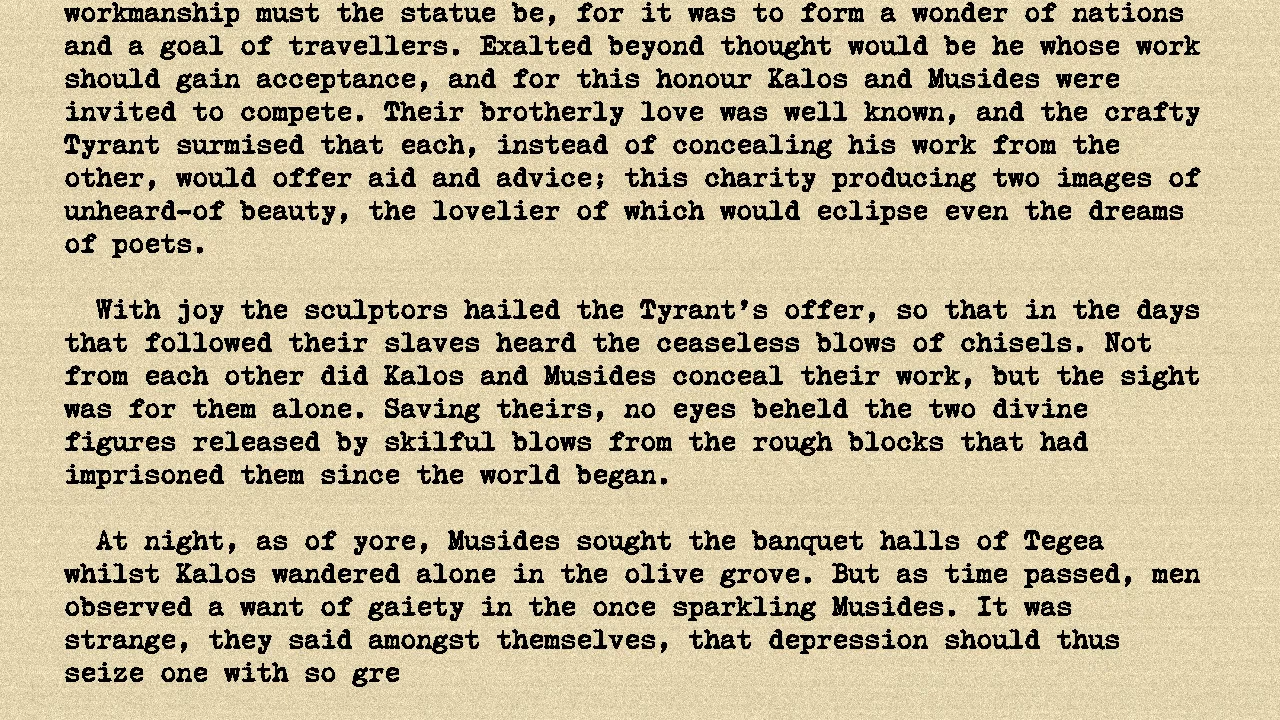 workmanship must the statue be, for it was to form a wonder of nations
and a goal of travellers. Exalted beyond thought would be he whose work
should gain acceptance, and for this honour Kalos and Musides were
invited to compete. Their brotherly love was well known, and the crafty
Tyrant surmised that each, instead of concealing his work from the
other, would offer aid and advice; this charity producing two images of
unheard-of beauty, the lovelier of which would eclipse even the dreams
of poets.
With joy the sculptors hailed the Tyrant's offer, so that in the days
that followed their slaves heard the ceaseless blows of chisels. Not
from each other did Kalos and Musides conceal their work, but the sight
was for them alone. Saving theirs, no eyes beheld the two divine
figures released by skilful blows from the rough blocks that had
imprisoned them since the world began.
At night, as of yore, Musides sought the banquet halls of Tegea
whilst Kalos wandered alone in the olive grove. But as time passed, men
observed a want of gaiety in the once sparkling Musides. It was
strange, they said amongst themselves, that depression should thus
seize one with so gre